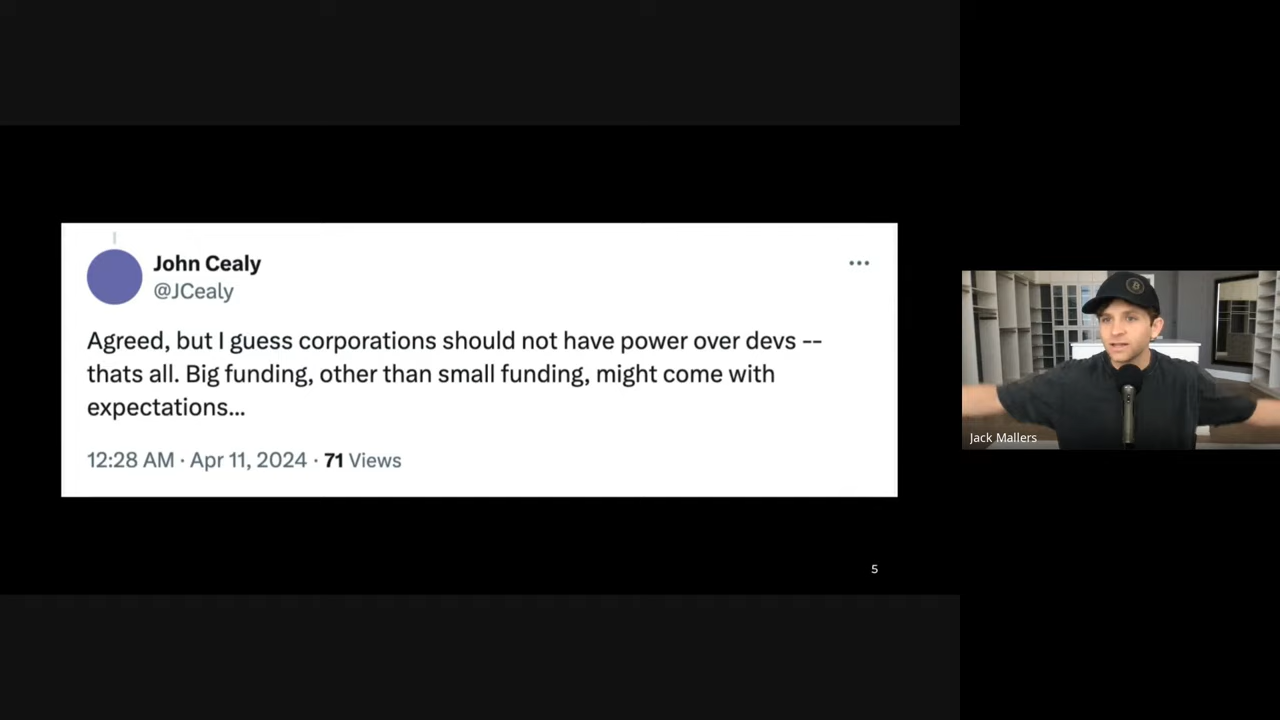 John Cealy
@JCealy
Agreed, but I guess corporations should not have power over devs --
thats all. Big funding, other than small funding, might come with
expectations...
12:28 AM · Apr 11, 2024 · 71 Views
5
Jack Mallers